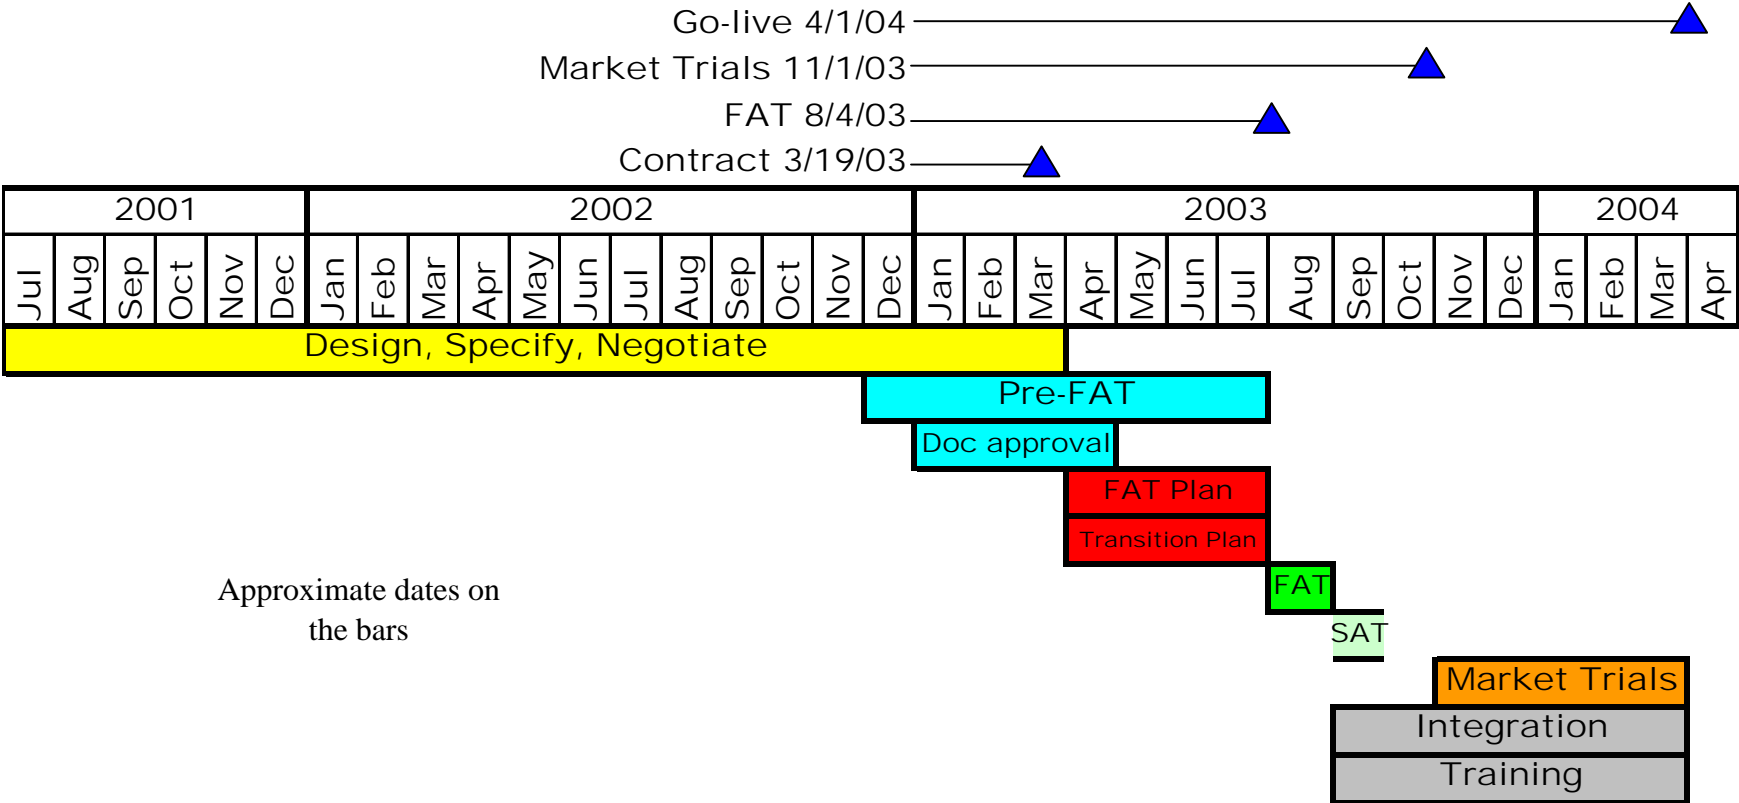 Go-live 4/1/04
Market Trials 11/1/03
FAT 8/4/03
Contract 3/19/03
2001 2002 2003 2004
Jul Aug Sep Oct Nov Dec Jan Feb Mar Apr May Jun Jul Aug Sep Oct Nov Dec Jan Feb Mar Apr May Jun Jul Aug Sep Oct Nov Dec Jan Feb Mar Apr
Design, Specify, Negotiate
Pre-FAT
Doc approval
FAT Plan
Transition Plan
FAT
Approximate dates on
the bars
SAT
Market Trials
Integration
Training